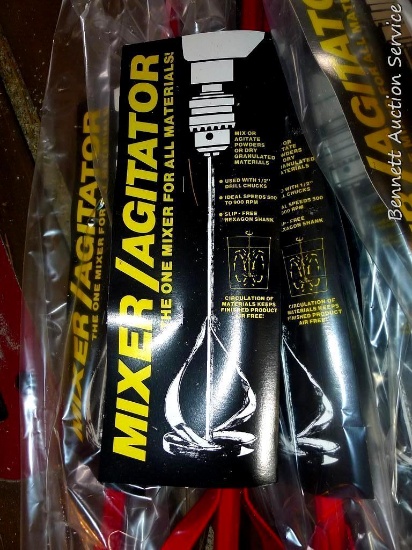 MIXER/AGITATOR
THE ONE MIXER FOR ALL MATERIALS!
MIX OR
AGITATE
POWDERS
OR DRY
GRANULATED
MATERIALS
• USED WITH 1/2"
DRILL CHUCKS
• IDEAL SPEEDS 300
TO 900 RPM
• SLIP-FREE
HEXAGON SHANK
CIRCULATION OF
MATERIALS KEEPS
FINISHED PRODUCT
AIR FREE!
MIXER/AGITATOR
THE ONE MIXER FOR
CIRCULATION OF
MATERIALS KEEPS
FINISHED PRODUCT
AIR FREE!
Bennett Auction Service